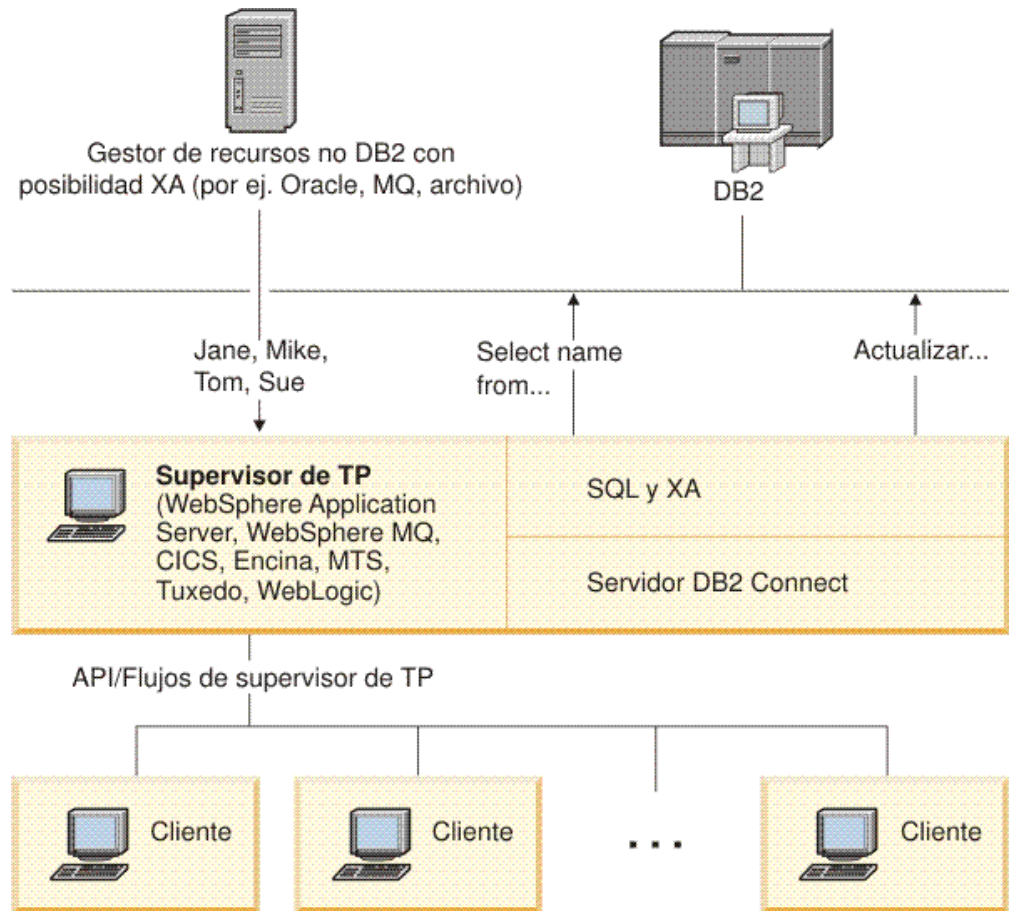 Gestor de recursos no DB2 con
posibilidad XA (por ej. Oracle, MQ, archivo)
DB2
Jane, Mike,
Tom, Sue
Select name
from...
Actualizar...
Supervisor de TP
(WebSphere Application
Server, WebSphere MQ,
CICS, Encina, MTS,
Tuxedo, WebLogic)
SQL y XA
Servidor DB2 Connect
API/Flujos de supervisor de TP
Cliente
Cliente
...
Cliente